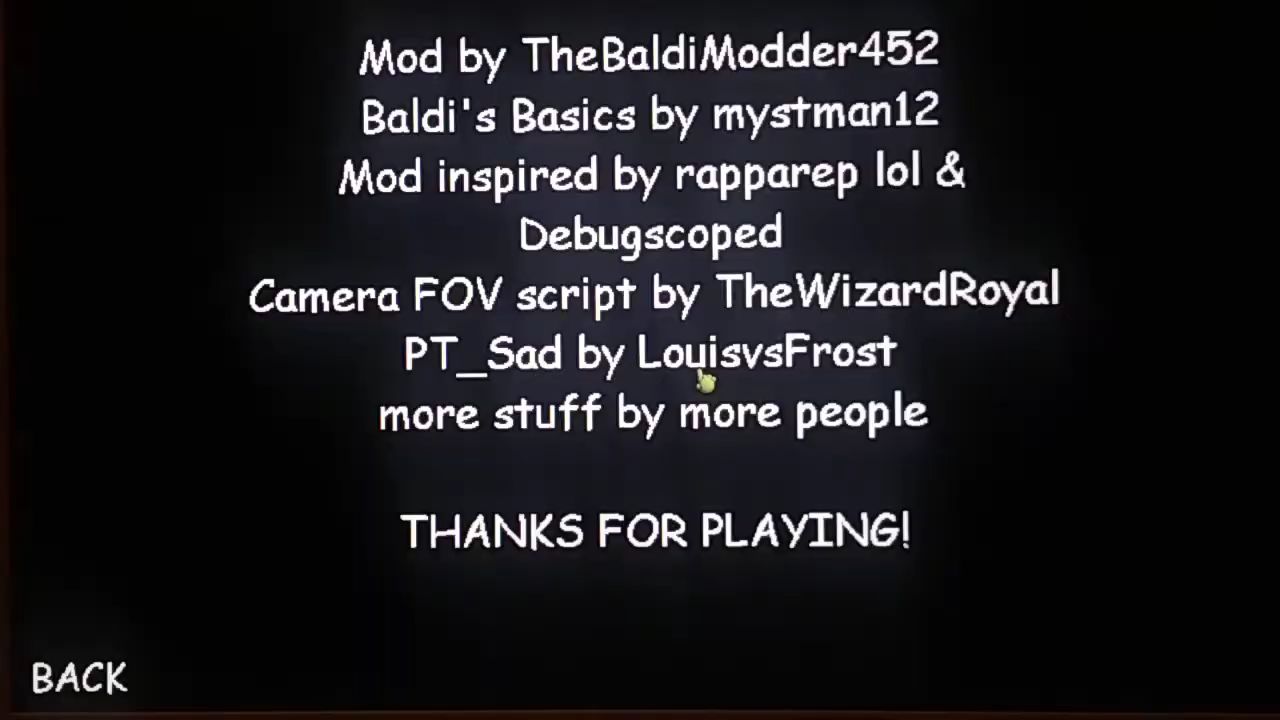 Mod by TheBaldiModder452
Baldi's Basics by mystman12
Mod inspired by rapparep lol &
Debugscoped
Camera FOV script by TheWizardRoyal
PT_Sad by LouisvsFrost
more stuff by more people
THANKS FOR PLAYING!
BACK